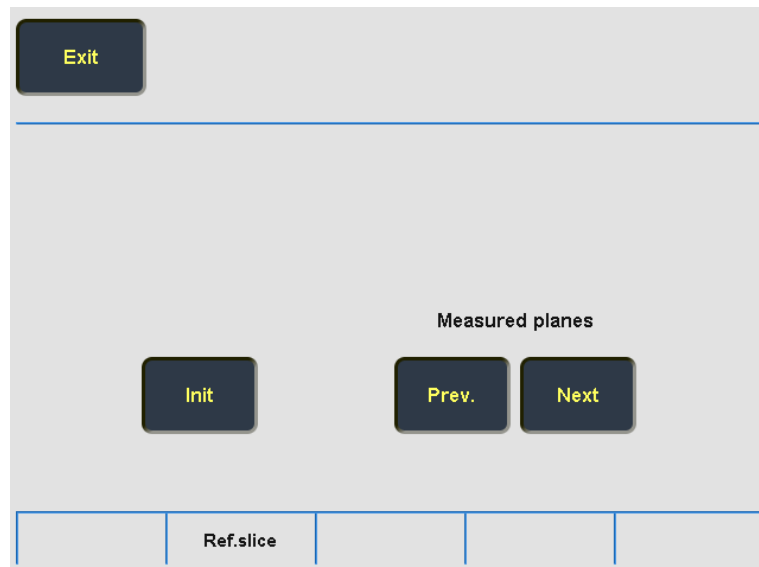 Exit
Measured planes
Init
Prev.
Next
Ref.slice